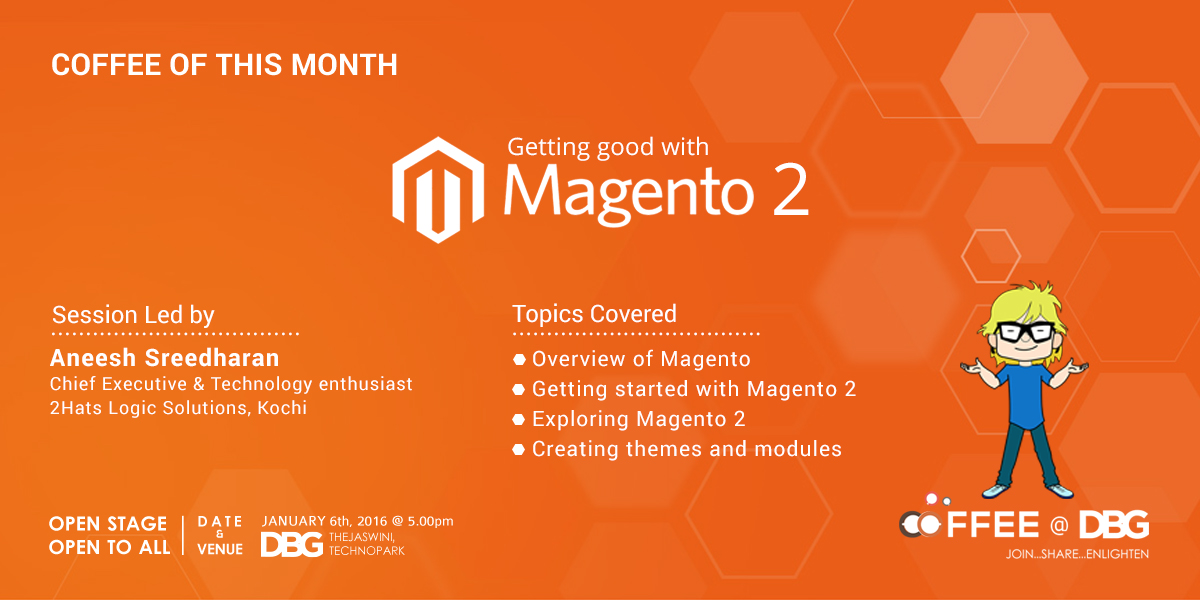 COFFEE OF THIS MONTH
Getting good with
Magento 2
Session Led by
Aneesh Sreedharan
Chief Executive & Technology enthusiast
2Hats Logic Solutions, Kochi
Topics Covered
Overview of Magento
Getting started with Magento 2
Exploring Magento 2
Creating themes and modules
OPEN STAGE
OPEN TO ALL
DATE
&
VENUE
JANUARY 6th, 2016 @ 5.00pm
DBG
THEJASWINI,
TECHNOPARK
COFFEE @ DBG
JOIN...SHARE...ENLIGHTEN